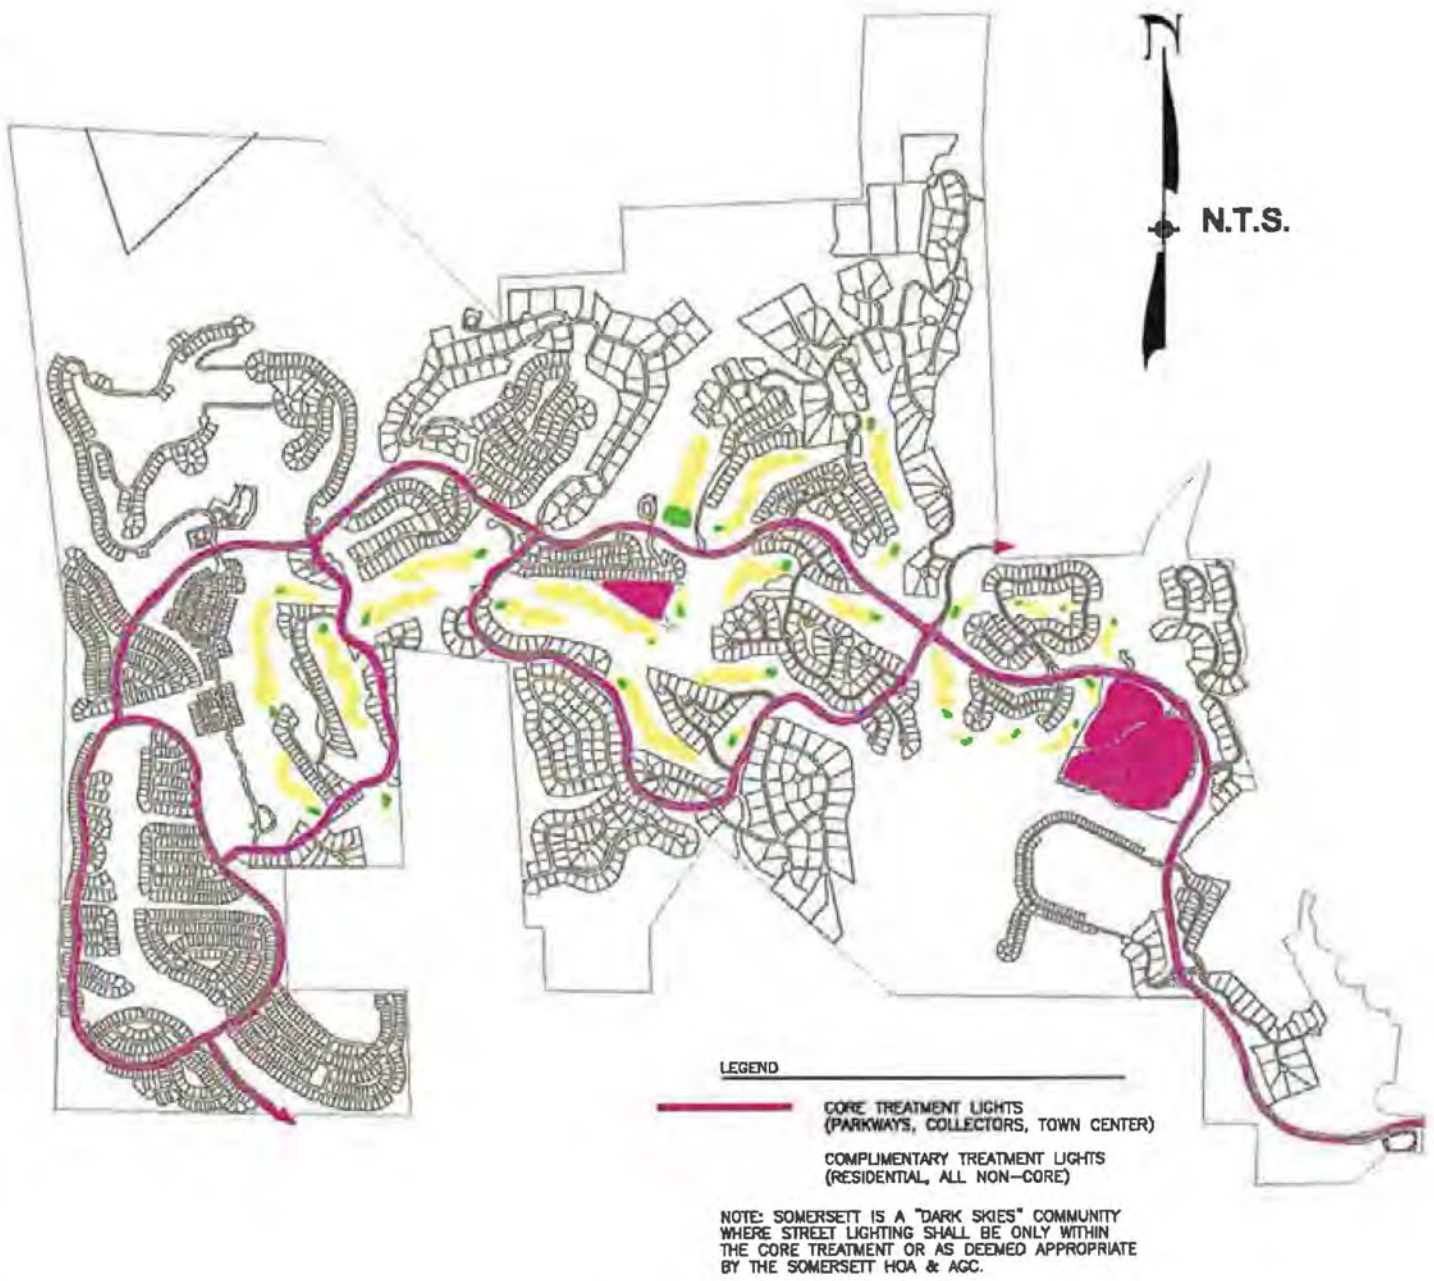 N
N.T.S.
LEGEND
CORE TREATMENT LIGHTS
(PARKWAYS, COLLECTORS, TOWN CENTER)
COMPLIMENTARY TREATMENT LIGHTS
(RESIDENTIAL, ALL NON-CORE)
NOTE: SOMERSETT IS A "DARK SKIES" COMMUNITY
WHERE STREET LIGHTING SHALL BE ONLY WITHIN
THE CORE TREATMENT OR AS DEEMED APPROPRIATE
BY THE SOMERSETT HOA & AGC.